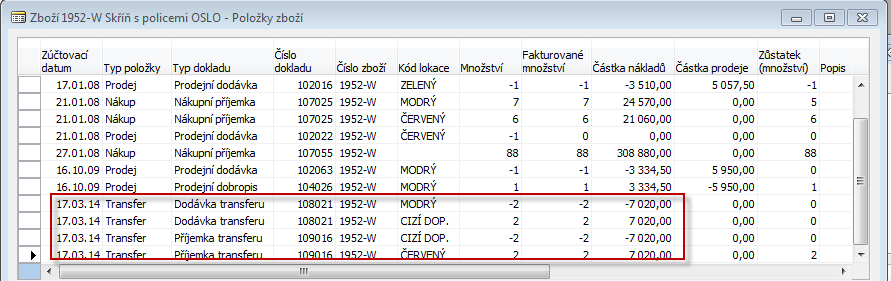 Zboží 1952-W Skříň s policemi OSLO - Položky zboží
Zúčtovací datum Typ položky Typ dokladu Číslo dokladu Číslo zboží Kód lokace Množství Fakturované množství Částka nákladů Částka prodeje Zůstatek (množství) Popis
17.01.08 Prodej Prodejní dodávka 102016 1952-W ZELENÝ -1 -1 -3 510,00 5 057,50 -1
21.01.08 Nákup Nákupní příjemka 107025 1952-W MODRÝ 7 7 24 570,00 0,00 5
21.01.08 Nákup Nákupní příjemka 107025 1952-W ČERVENÝ 6 6 21 060,00 0,00 6
21.01.08 Prodej Prodejní dodávka 102022 1952-W ČERVENÝ -1 0 0,00 0,00 -1
27.01.08 Nákup Nákupní příjemka 107055 1952-W 88 88 308 880,00 0,00 88
16.10.09 Prodej Prodejní dodávka 102063 1952-W MODRÝ -1 -1 -3 334,50 5 950,00 0
16.10.09 Prodej Prodejní dobropis 104026 1952-W MODRÝ 1 1 3 334,50 -5 950,00 1
17.03.14 Transfer Dodávka transferu 108021 1952-W MODRÝ -2 -2 -7 020,00 0,00 0
17.03.14 Transfer Dodávka transferu 108021 1952-W CIZÍ DOP. 2 2 7 020,00 0,00 0
17.03.14 Transfer Příjemka transferu 109016 1952-W CIZÍ DOP. -2 -2 -7 020,00 0,00 0
17.03.14 Transfer Příjemka transferu 109016 1952-W ČERVENÝ 2 2 7 020,00 0,00 2